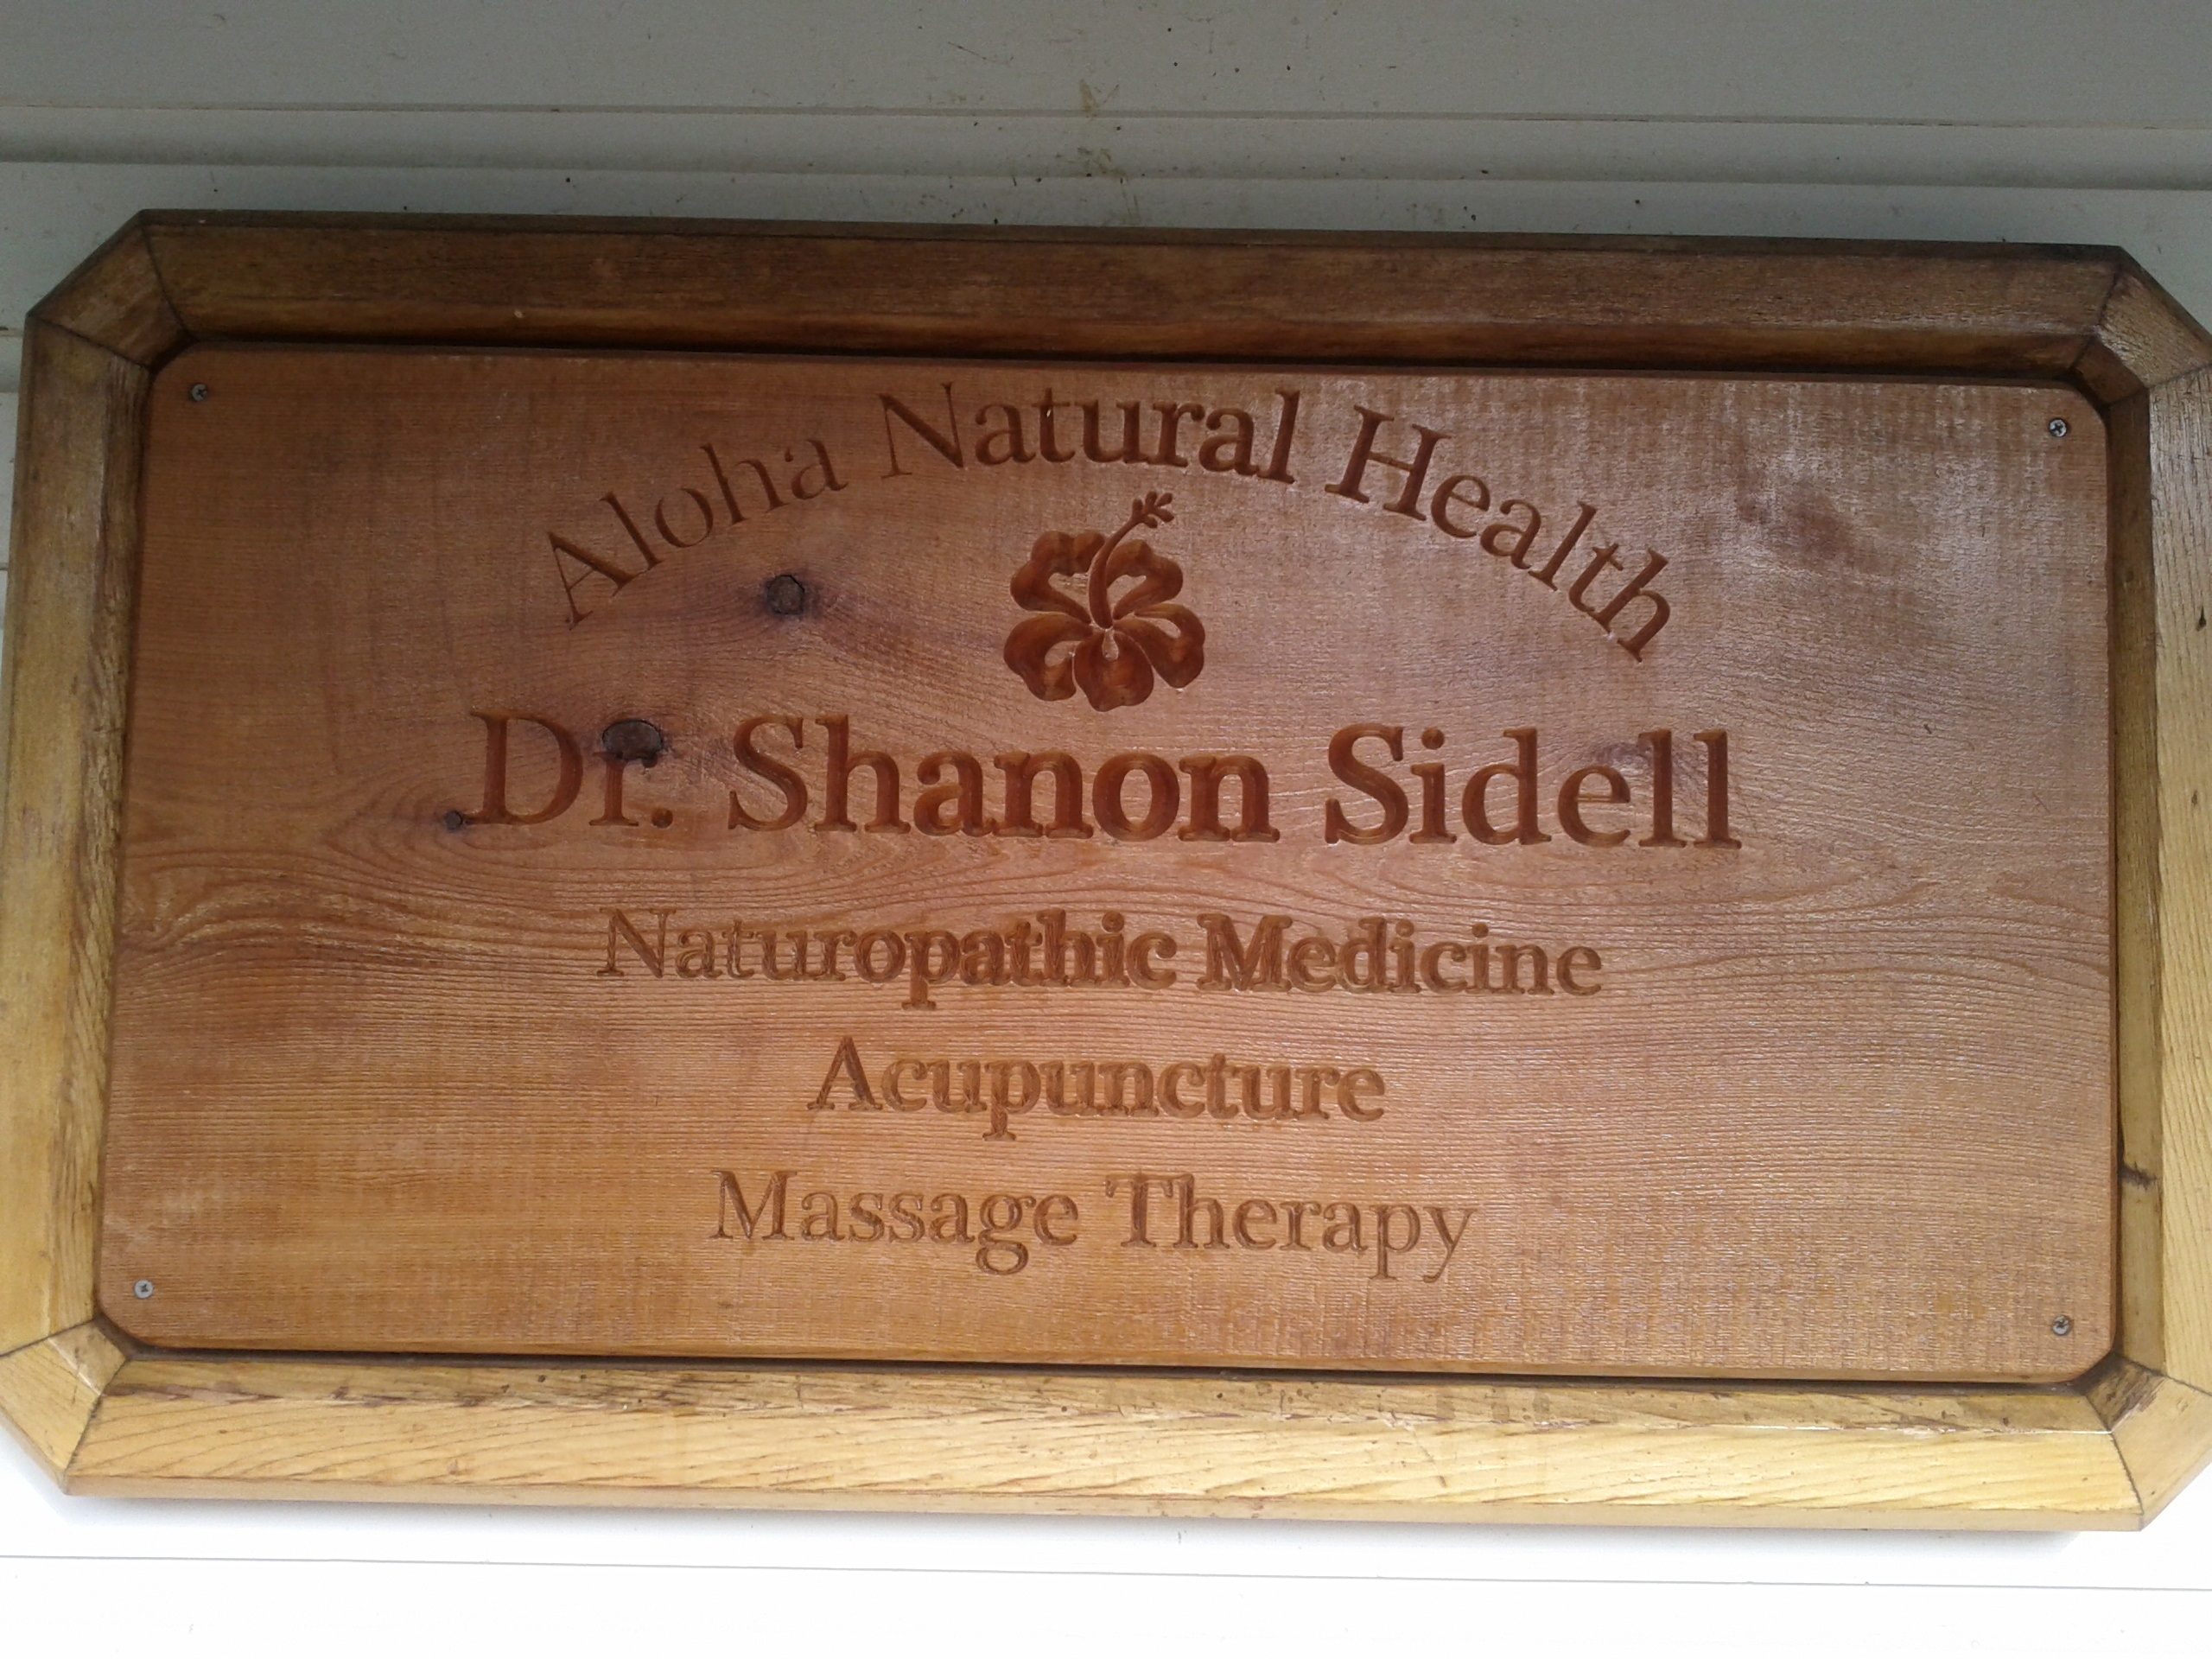 Aloha Natural Health
Dr. Shanon Sidell
Naturopathic Medicine
Acupuncture
Massage Therapy